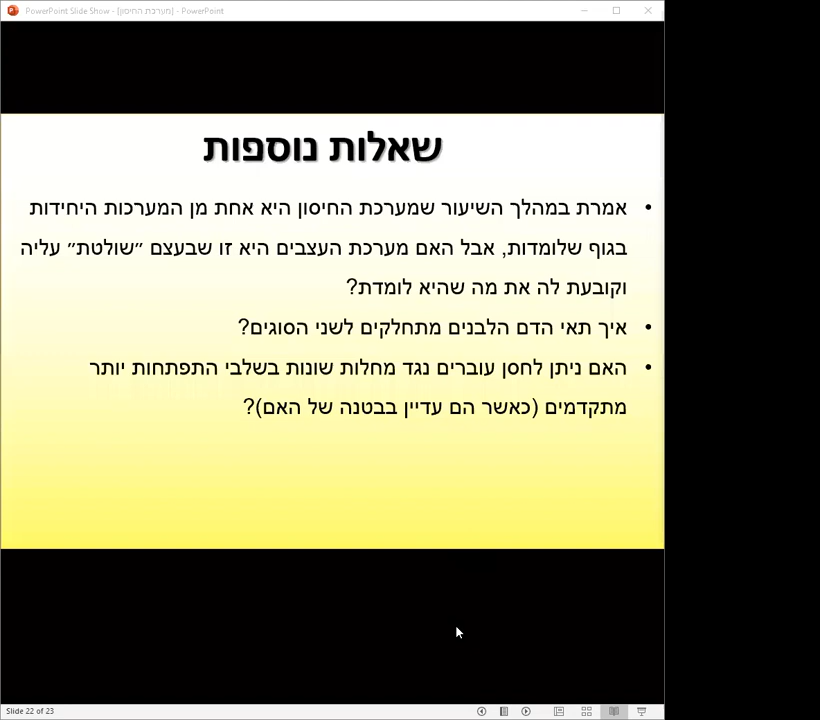 PowerPoint Slide Show - [מערכת החיסון] - PowerPoint
שאלות נוספות
• אמרת במהלך השיעור שמערכת החיסון היא אחת מן המערכות היחידות
בגוף שלומדות, אבל האם מערכת העצבים היא זו שבעצם ״שולטת״ עליה
וקובעת לה את מה שהיא לומדת?
• איך תאי הדם הלבנים מתחלקים לשני הסוגים?
• האם ניתן לחסן עוברים נגד מחלות שונות בשלבי התפתחות יותר
מתקדמים (כאשר הם עדיין בבטנה של האם)?
Slide 22 of 23